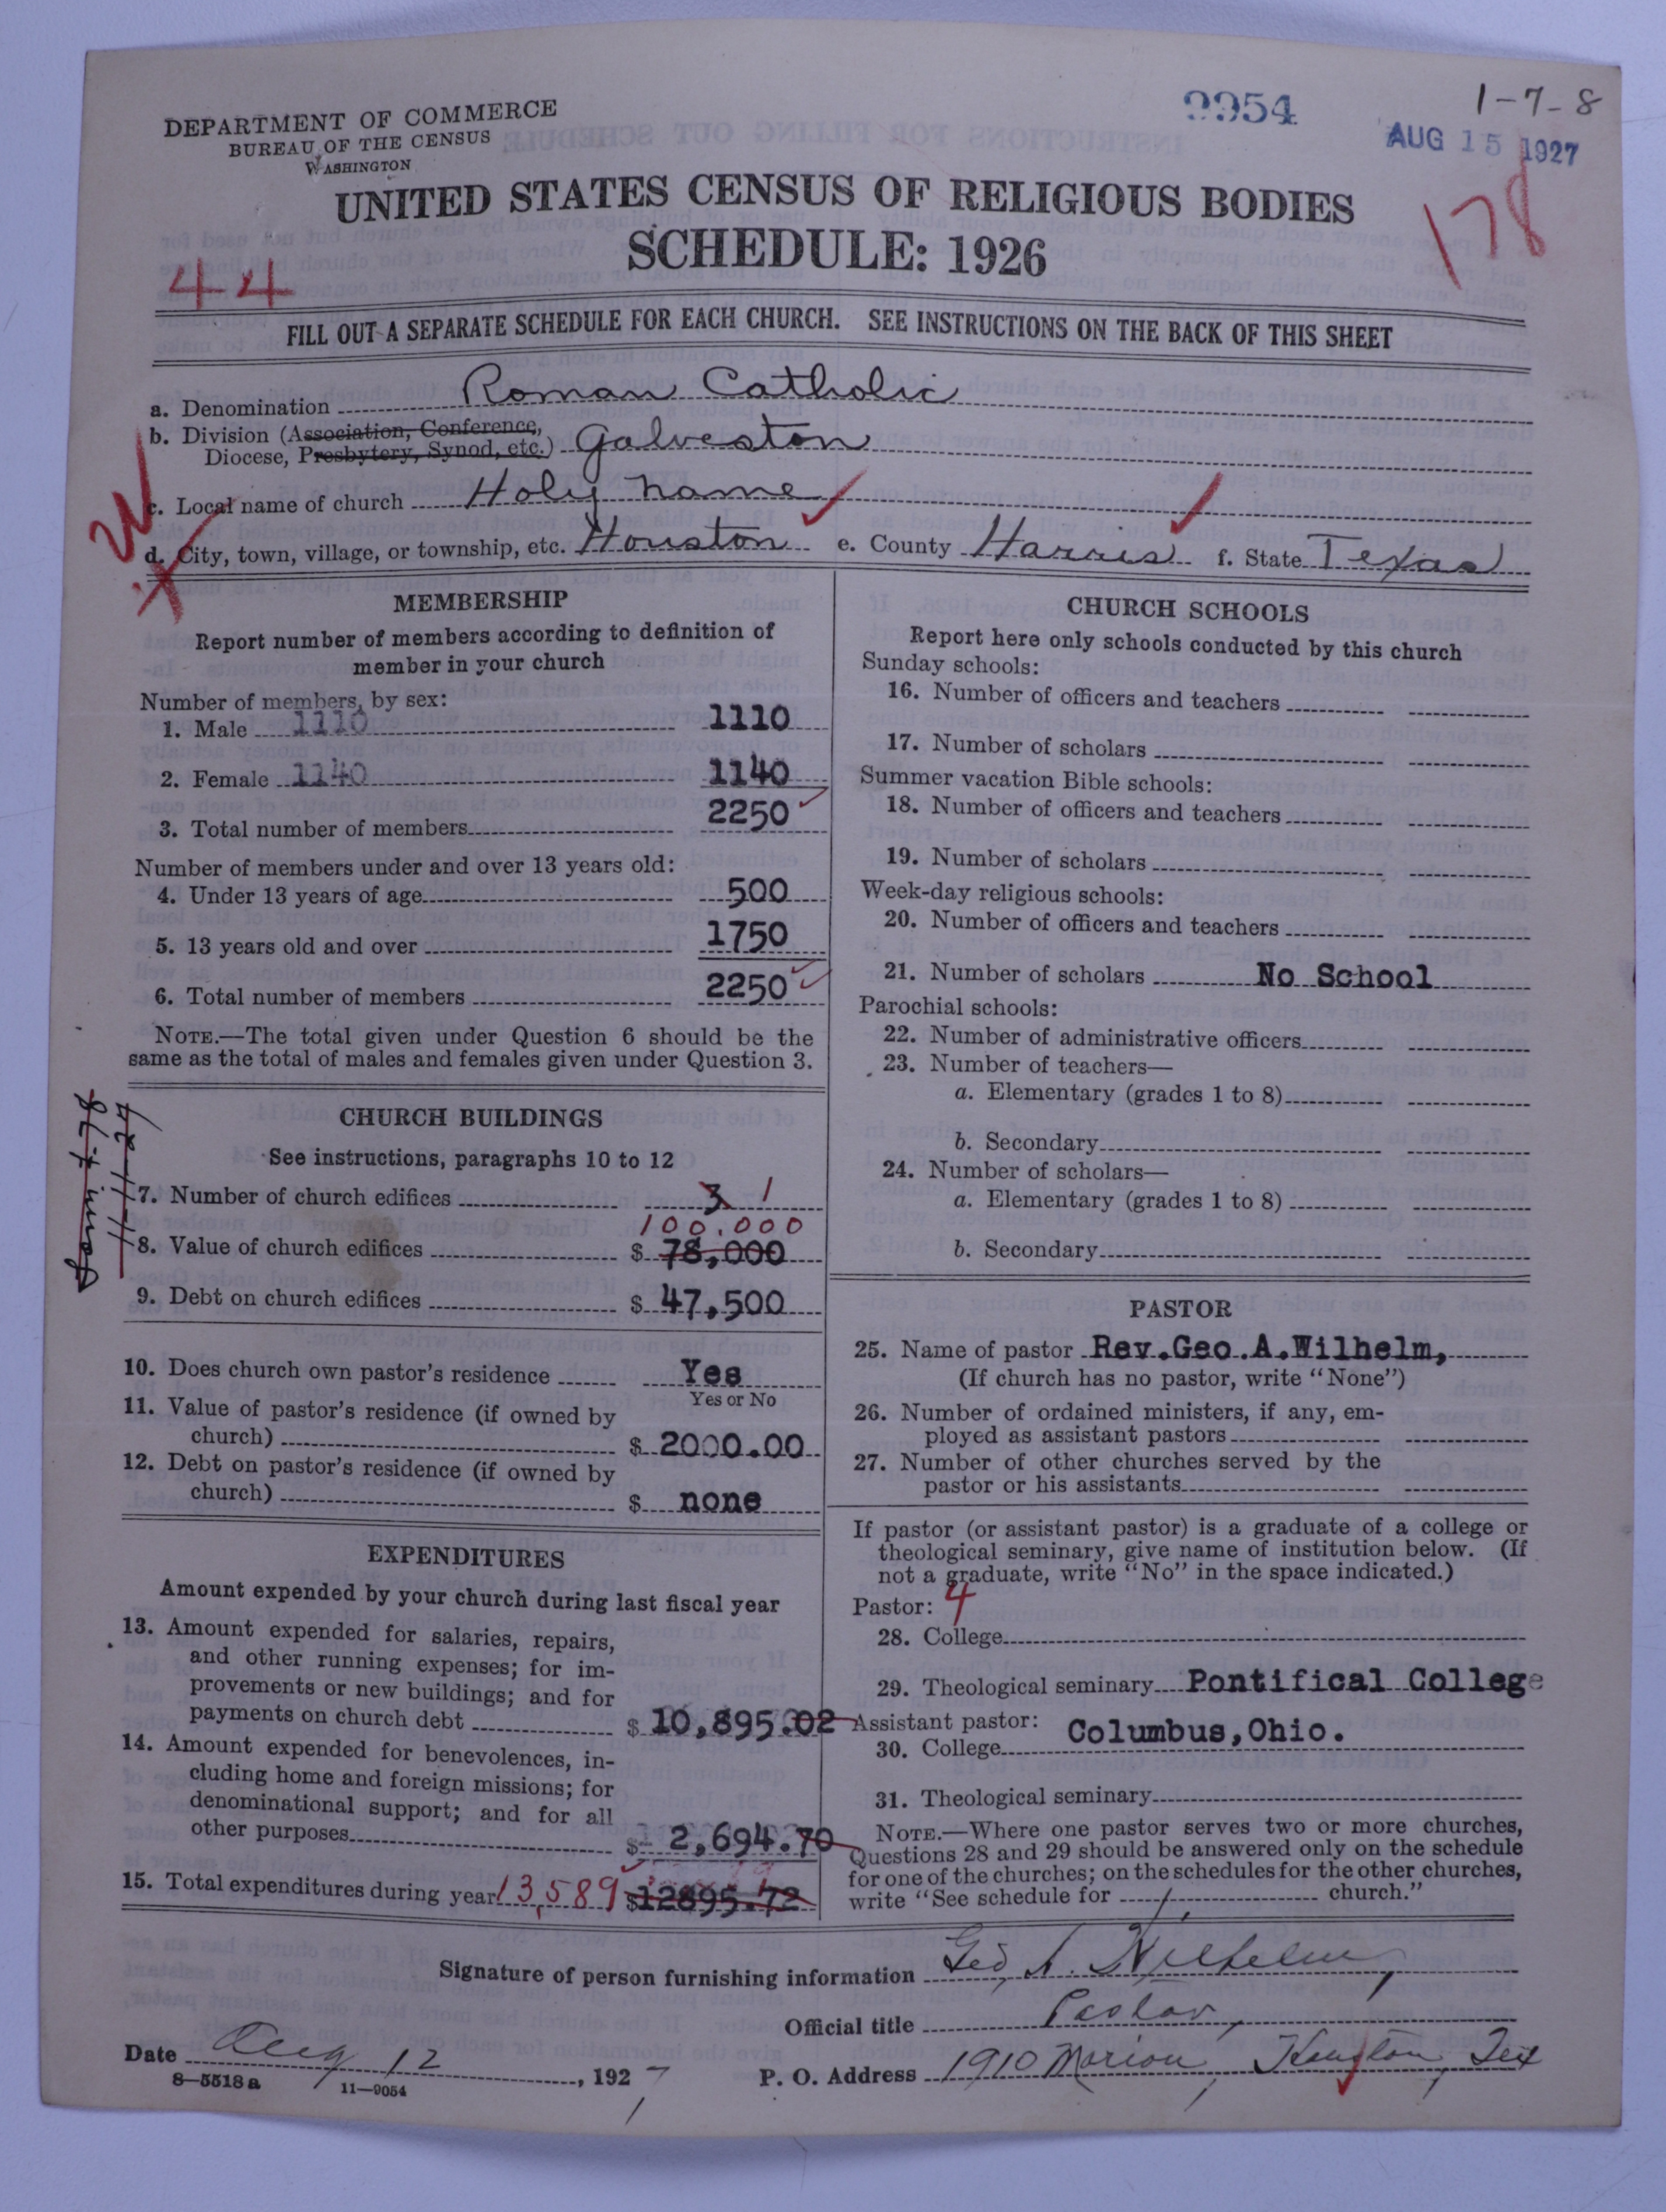 DEPARTMENT OF COMMERCE
BUREAU OF THE CENSUS
WASHINGTON
9954
1-7-8
AUG 15 1927
178
UNITED STATES CENSUS OF RELIGIOUS BODIES
SCHEDULE: 1926
44
FILL OUT A SEPARATE SCHEDULE FOR EACH CHURCH. SEE INSTRUCTIONS ON THE BACK OF THIS SHEET
a. Denomination Roman Catholic
b. Division (Association, Conference,
Diocese, Presbytery, Synod, etc.) Galveston
c. Local name of church Holy Name
d. City, town, village, or township, etc. Houston e. County Harris f. State Texas
MEMBERSHIP
Report number of members according to definition of
member in your church
Number of members, by sex:
1. Male 1110 1110
2. Female 1140 1140
3. Total number of members 2250
Number of members under and over 13 years old:
4. Under 13 years of age 500
5. 13 years old and over 1750
6. Total number of members 2250
NOTE.—The total given under Question 6 should be the
same as the total of males and females given under Question 3.
CHURCH BUILDINGS
See instructions, paragraphs 10 to 12
7. Number of church edifices 3 1
100.000
8. Value of church edifices $ 78,000
9. Debt on church edifices $ 47,500
10. Does church own pastor's residence Yes
Yes or No
11. Value of pastor's residence (if owned by
church) $ 2000.00
12. Debt on pastor's residence (if owned by
church) $ none
EXPENDITURES
Amount expended by your church during last fiscal year
13. Amount expended for salaries, repairs,
and other running expenses; for im-
provements or new buildings; and for
payments on church debt $ 10,895.02
14. Amount expended for benevolences, in-
cluding home and foreign missions; for
denominational support; and for all
other purposes $ 2,694.70
15. Total expenditures during year 13,589 $12895.72
CHURCH SCHOOLS
Report here only schools conducted by this church
Sunday schools:
16. Number of officers and teachers
17. Number of scholars
Summer vacation Bible schools:
18. Number of officers and teachers
19. Number of scholars
Week-day religious schools:
20. Number of officers and teachers
21. Number of scholars No School
Parochial schools:
22. Number of administrative officers
23. Number of teachers—
a. Elementary (grades 1 to 8)
b. Secondary
24. Number of scholars—
a. Elementary (grades 1 to 8)
b. Secondary
PASTOR
25. Name of pastor Rev.Geo.A.Wilhelm,
(If church has no pastor, write "None")
26. Number of ordained ministers, if any, em-
ployed as assistant pastors
27. Number of other churches served by the
pastor or his assistants
If pastor (or assistant pastor) is a graduate of a college or
theological seminary, give name of institution below. (If
not a graduate, write "No" in the space indicated.)
Pastor: 4
28. College
29. Theological seminary Pontifical College
Assistant pastor: Columbus,Ohio.
30. College
31. Theological seminary
NOTE.—Where one pastor serves two or more churches,
Questions 28 and 29 should be answered only on the schedule
for one of the churches; on the schedules for the other churches,
write "See schedule for church."
Signature of person furnishing information Geo. A. Wilhelm,
Official title Pastor,
Date Aug 12, 1927 P. O. Address 1910 Marion, Houston, Tex
8—5518a 11—9054